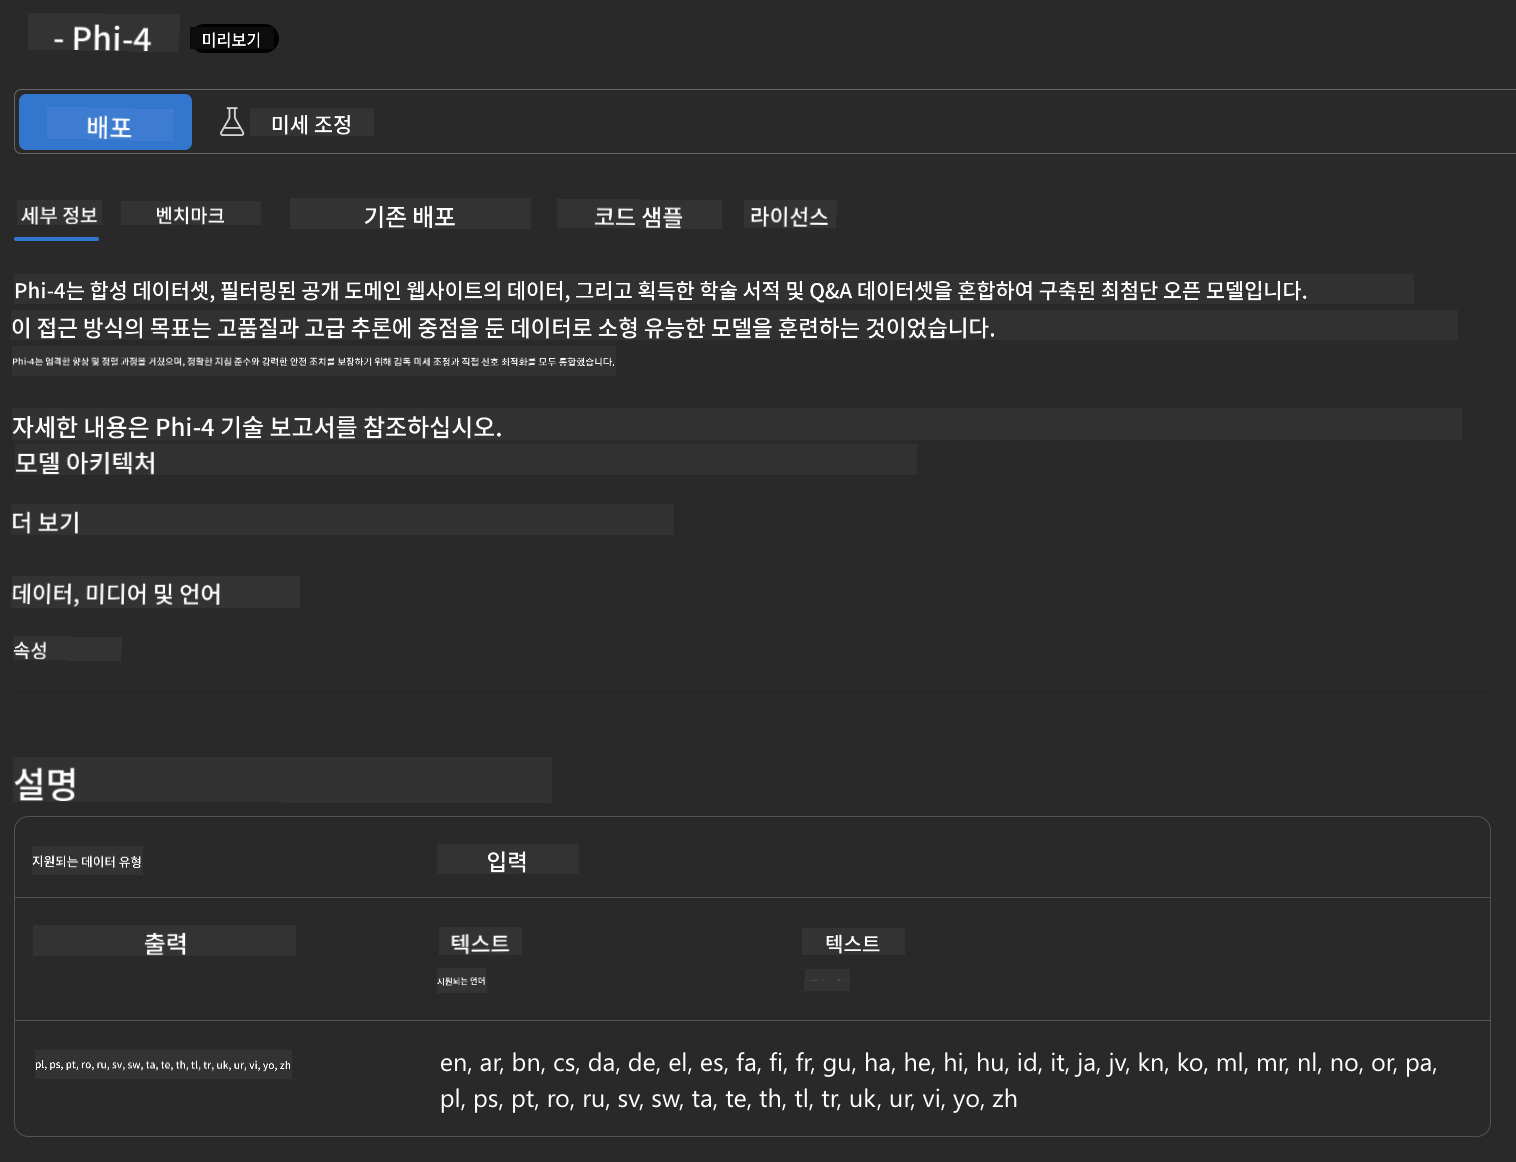 - Phi-4 미리보기
배포 미세 조정
세부 정보 벤치마크 기존 배포 코드 샘플 라이선스
Phi-4는 합성 데이터셋, 필터링된 공개 도메인 웹사이트의 데이터, 그리고 획득한 학술 서적 및 Q&A 데이터셋을 혼합하여 구축된 최첨단 오픈 모델입니다.
이 접근 방식의 목표는 고품질과 고급 추론에 중점을 둔 데이터로 소형 유능한 모델을 훈련하는 것이었습니다.
Phi-4는 엄격한 향상 및 정렬 과정을 거쳤으며, 정확한 지침 준수와 강력한 안전 조치를 보장하기 위해 감독 미세 조정과 직접 선호 최적화를 모두 통합했습니다.
자세한 내용은 Phi-4 기술 보고서를 참조하십시오.
모델 아키텍처
더 보기
데이터, 미디어 및 언어
속성
설명
지원되는 데이터 유형 입력
출력 텍스트 텍스트
지원되는 언어
pl, ps, pt, ro, ru, sv, sw, ta, te, th, tl, tr, uk, ur, vi, yo, zh
en, ar, bn, cs, da, de, el, es, fa, fi, fr, gu, ha, he, hi, hu, id, it, ja, jv, kn, ko, ml, mr, nl, no, or, pa,
pl, ps, pt, ro, ru, sv, sw, ta, te, th, tl, tr, uk, ur, vi, yo, zh